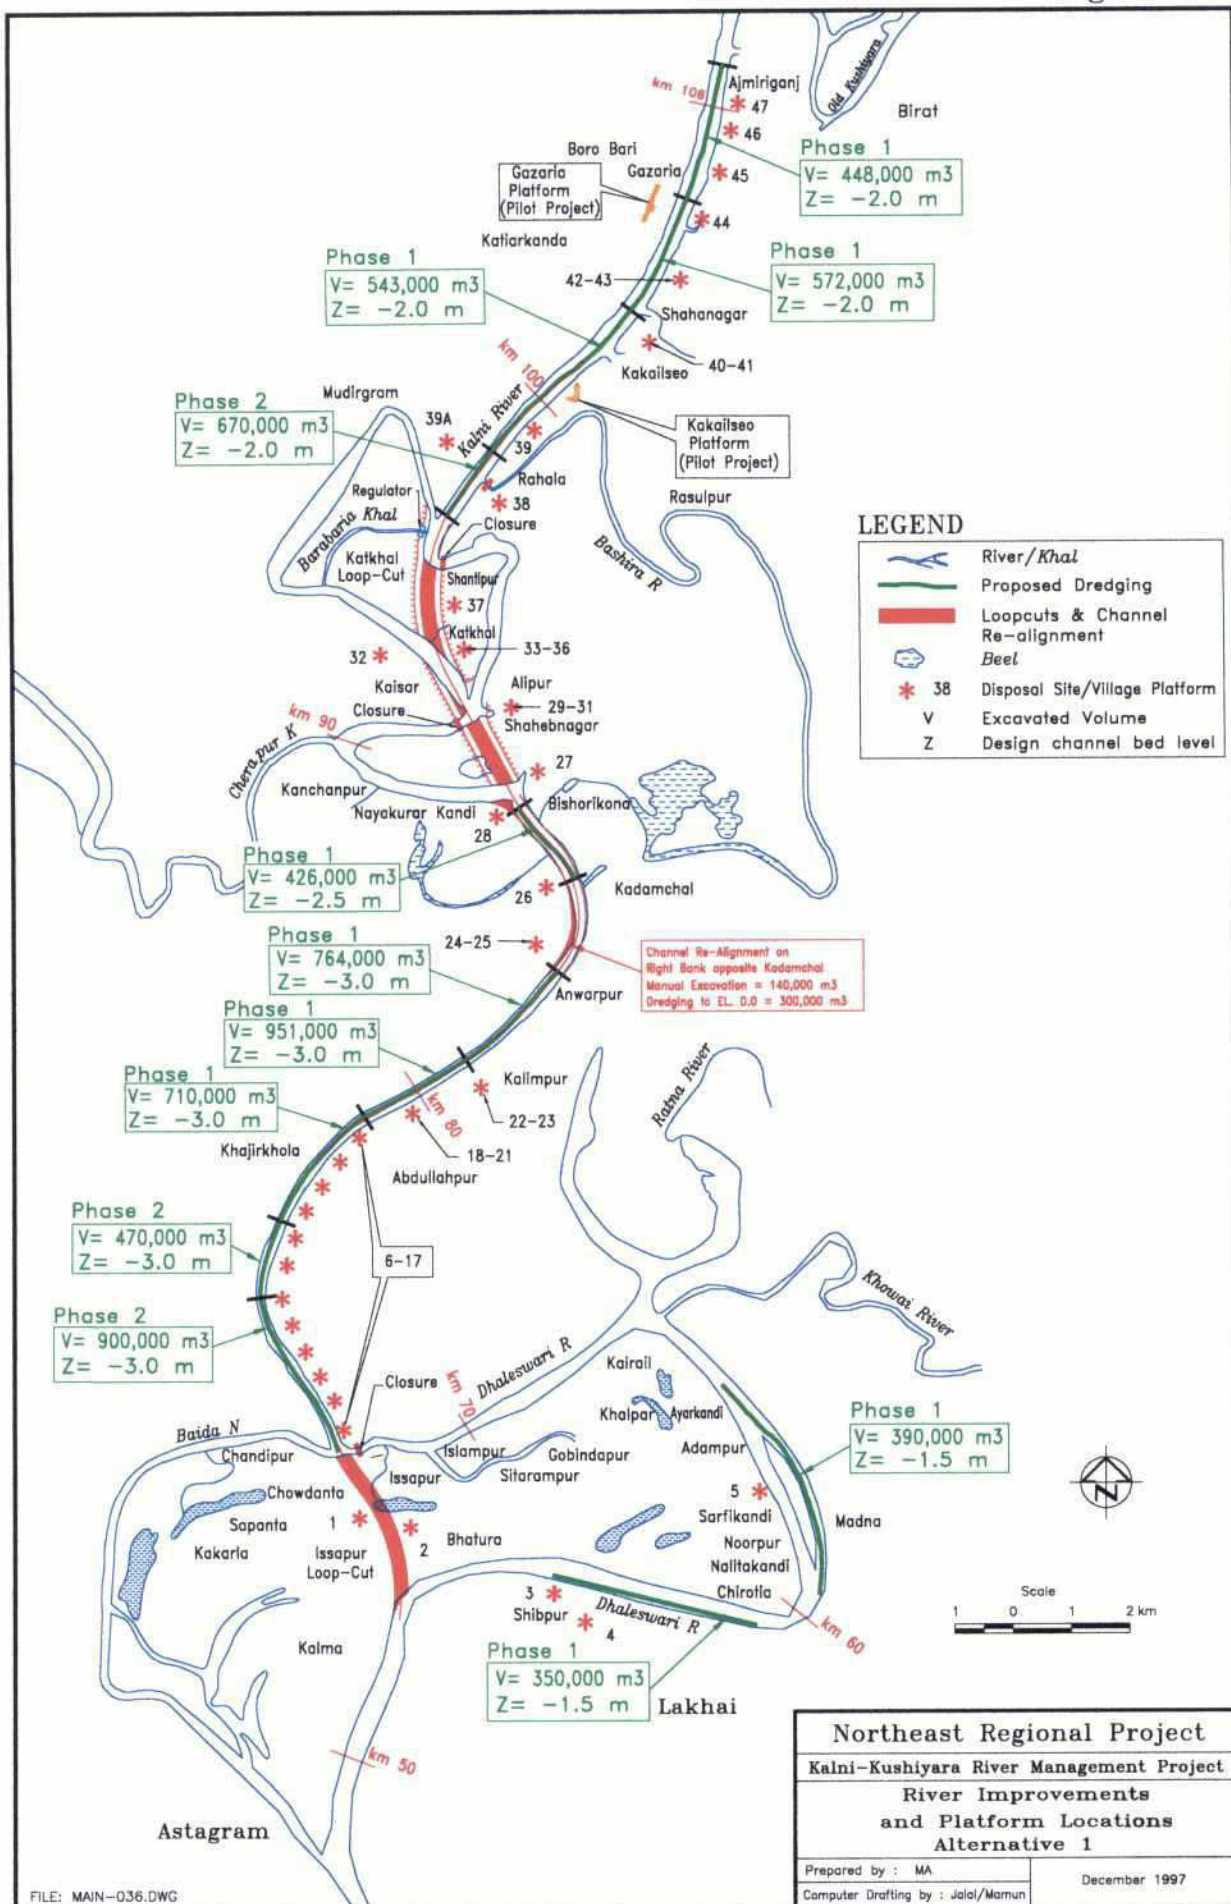 Ajmiriganj
Old Kushiyara
Birat
km 108
47
46
Boro Bari
Phase 1
V= 448,000 m3
Z= -2.0 m
Gazaria
Gazaria
Platform
(Pilot Project)
45
44
Katiarkanda
Phase 1
V= 543,000 m3
Z= -2.0 m
42-43
Phase 1
V= 572,000 m3
Z= -2.0 m
Shahanagar
40-41
Kakailseo
km 100
Mudirgram
Phase 2
V= 670,000 m3
Z= -2.0 m
39A
Kalni River
39
Kakailseo
Platform
(Pilot Project)
Rahala
38
Regulator
Closure
Rasulpur
Barabaria Khal
Katkhal
Loop-Cut
Shantipur
37
Bashira R
Katkhal
33-36
32
Kaisar
Alipur
29-31
Closure
Shahebnagar
km 90
Cherapur K
27
Kanchanpur
Nayakurar Kandi
28
Bishorikona
LEGEND
River/Khal
Proposed Dredging
Loopcuts & Channel
Re-alignment
Beel
38 Disposal Site/Village Platform
V Excavated Volume
Z Design channel bed level
Phase 1
V= 426,000 m3
Z= -2.5 m
26
Kadamchal
24-25
Phase 1
V= 764,000 m3
Z= -3.0 m
Channel Re-Alignment on
Right Bank opposite Kadamchal
Manual Excavation = 140,000 m3
Dredging to EL. 0.0 = 300,000 m3
Anwarpur
Phase 1
V= 951,000 m3
Z= -3.0 m
Kalimpur
Ratna River
Phase 1
V= 710,000 m3
Z= -3.0 m
km 80
22-23
18-21
Khajirkhola
Abdullahpur
Phase 2
V= 470,000 m3
Z= -3.0 m
6-17
Khowai River
Phase 2
V= 900,000 m3
Z= -3.0 m
Closure
Dhaleswari R
km 70
Kairail
Khalpar
Ayarkandi
Adampur
Phase 1
V= 390,000 m3
Z= -1.5 m
Baida N
Chandipur
Islampur
Gobindapur
Sitarampur
Issapur
Chowdanta
Sapanta
Kakaria
1
2
Bhatura
Issapur
Loop-Cut
5
Sarfikandi
Noorpur
Nalitakandi
Chirotia
Madna
N
3
Shibpur
4
Dhaleswari R
km 60
Scale
1 0 1 2 km
Kalma
Phase 1
V= 350,000 m3
Z= -1.5 m
Lakhai
km 50
Astagram
Northeast Regional Project
Kalni-Kushiyara River Management Project
River Improvements
and Platform Locations
Alternative 1
Prepared by : MA
Computer Drafting by : Jalal/Mamun
December 1997
FILE: MAIN-036.DWG